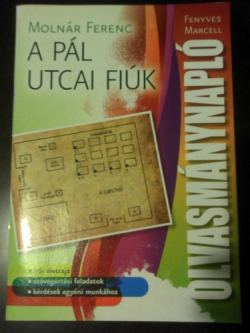 MOLNÁR FERENC
FENYVES
MARCELL
A PÁL
UTCAI FIÚK
OLVASMÁNYNAPLÓ
A GRUND
szövegértési feladatok
kérdések egyéni munkához